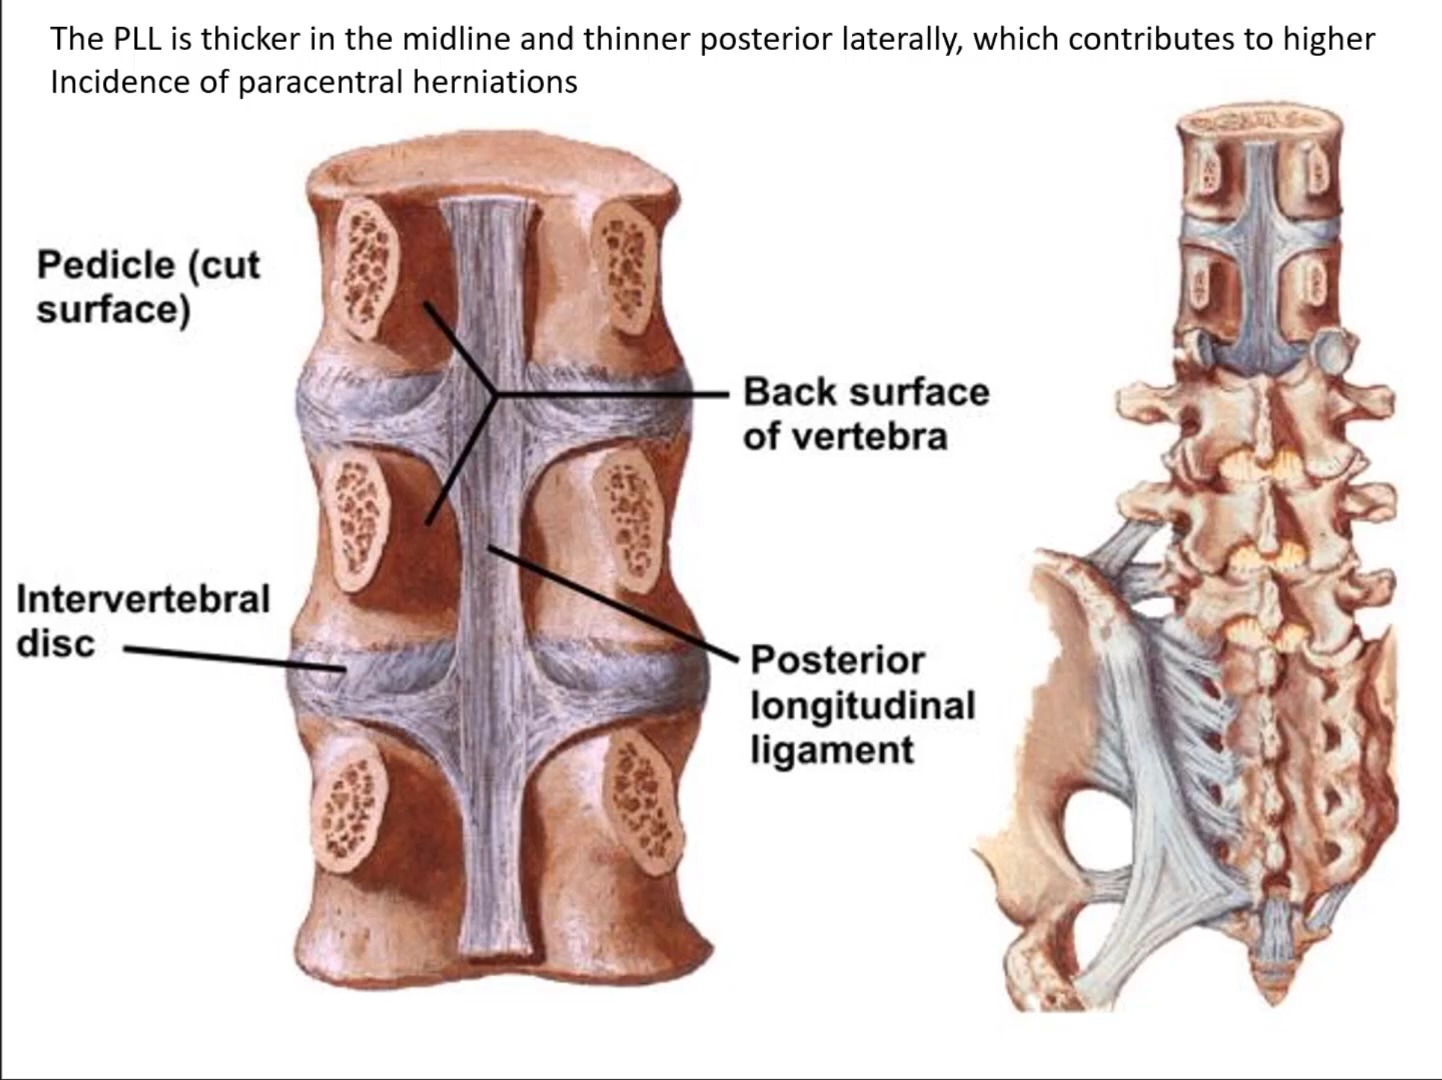 The PLL is thicker in the midline and thinner posterior laterally, which contributes to higher
Incidence of paracentral herniations
Pedicle (cut
surface)
Back surface
of vertebra
Intervertebral
disc
Posterior
longitudinal
ligament